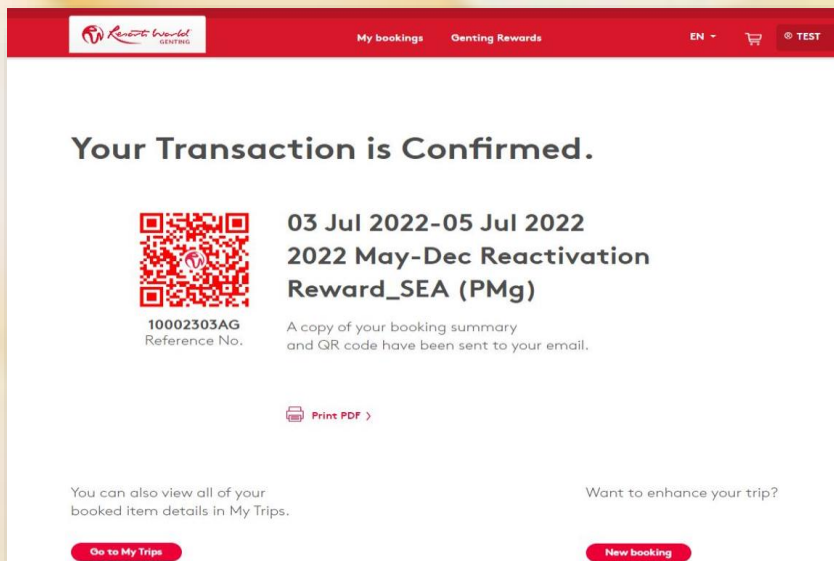 Resorts World
GENTING
My bookings
Genting Rewards
EN
TEST
Your Transaction is Confirmed.
03 Jul 2022-05 Jul 2022
2022 May-Dec Reactivation
Reward_SEA (PMg)
10002303AG
Reference No.
A copy of your booking summary
and QR code have been sent to your email.
Print PDF >
You can also view all of your
booked item details in My Trips.
Want to enhance your trip?
Go to My Trips
New booking